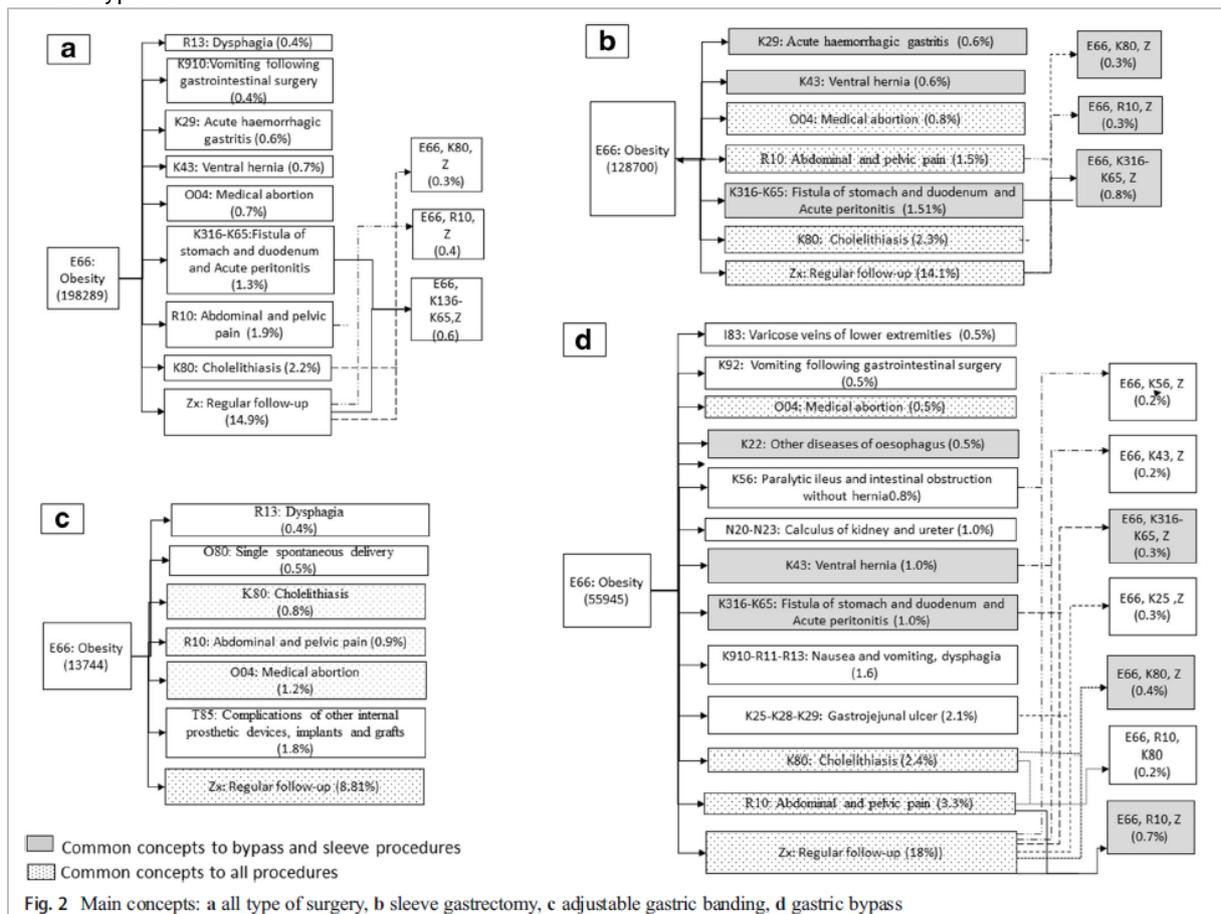 a
R13: Dysphagia (0.4%)
K910:Vomiting following
gastrointestinal surgery
(0.4%)
K29: Acute haemorrhagic
gastritis (0.6%)
K43: Ventral hernia (0.7%)
O04: Medical abortion
(0.7%)
K316-K65:Fistula of
stomach and duodenum
and Acute peritonitis
(1.3%)
R10: Abdominal and pelvic
pain (1.9%)
K80: Cholelithiasis (2.2%)
Zx: Regular follow-up
(14.9%)
E66:
Obesity
(198289)
E66, K80,
Z
(0.3%)
E66, R10,
Z
(0.4)
E66,
K136-
K65,Z
(0.6)
b
K29: Acute haemorrhagic gastritis (0.6%)
K43: Ventral hernia (0.6%)
O04: Medical abortion (0.8%)
R10: Abdominal and pelvic pain (1.5%)
K316-K65: Fistula of stomach and duodenum and
Acute peritonitis (1.51%)
K80: Cholelithiasis (2.3%)
Zx: Regular follow-up (14.1%)
E66: Obesity
(128700)
E66, K80, Z
(0.3%)
E66, R10, Z
(0.3%)
E66, K316-
K65, Z
(0.8%)
c
R13: Dysphagia
(0.4%)
O80: Single spontaneous delivery
(0.5%)
K80: Cholelithiasis
(0.8%)
R10: Abdominal and pelvic pain (0.9%)
O04: Medical abortion
(1.2%)
T85: Complications of other internal
prosthetic devices, implants and grafts
(1.8%)
Zx: Regular follow-up (8.81%)
E66: Obesity
(13744)
d
I83: Varicose veins of lower extremities (0.5%)
K92: Vomiting following gastrointestinal surgery
(0.5%)
O04: Medical abortion (0.5%)
K22: Other diseases of oesophagus (0.5%)
K56: Paralytic ileus and intestinal obstruction
without hernia0.8%)
N20-N23: Calculus of kidney and ureter (1.0%)
K43: Ventral hernia (1.0%)
K316-K65: Fistula of stomach and duodenum and
Acute peritonitis (1.0%)
K910-R11-R13: Nausea and vomiting, dysphagia
(1.6)
K25-K28-K29: Gastrojejunal ulcer (2.1%)
K80: Cholelithiasis (2.4%)
R10: Abdominal and pelvic pain (3.3%)
Zx: Regular follow-up (18%))
E66: Obesity
(55945)
E66, K56, Z
(0.2%)
E66, K43, Z
(0.2%)
E66, K316-
K65, Z
(0.3%)
E66, K25 ,Z
(0.3%)
E66, K80, Z
(0.4%)
E66, R10,
K80
(0.2%)
E66, R10, Z
(0.7%)
Common concepts to bypass and sleeve procedures
Common concepts to all procedures
Fig. 2 Main concepts: a all type of surgery, b sleeve gastrectomy, c adjustable gastric banding, d gastric bypass